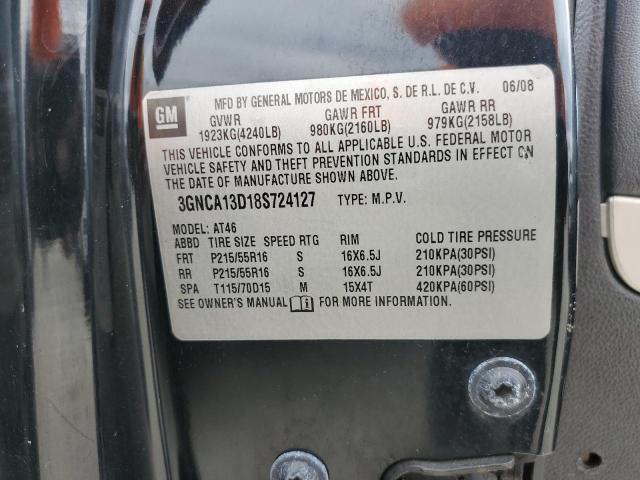 GM
MFD BY GENERAL MOTORS DE MEXICO, S. DE R.L. DE C.V. 06/08
GVWR GAWR FRT GAWR RR
1923KG(4240LB) 980KG(2160LB) 979KG(2158LB)
THIS VEHICLE CONFORMS TO ALL APPLICABLE U.S. FEDERAL MOTOR
VEHICLE SAFETY AND THEFT PREVENTION STANDARDS IN EFFECT ON
THE DATE OF MANUFACTURE SHOWN ABOVE.
3GNCA13D18S724127 TYPE: M.P.V.
MODEL: AT46
ABBD TIRE SIZE SPEED RTG RIM COLD TIRE PRESSURE
FRT P215/55R16 S 16X6.5J 210KPA(30PSI)
RR P215/55R16 S 16X6.5J 210KPA(30PSI)
SPA T115/70D15 M 15X4T 420KPA(60PSI)
SEE OWNER'S MANUAL FOR MORE INFORMATION.